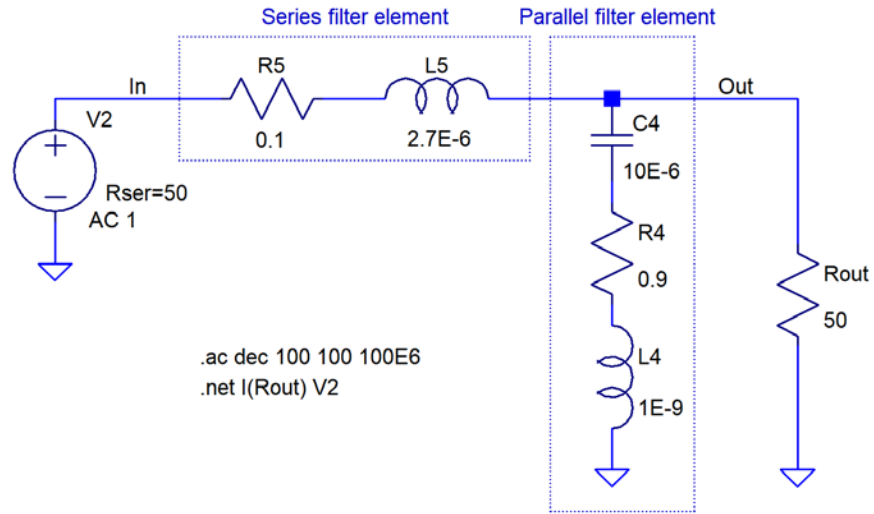 Series filter element
Parallel filter element
In
R5
L5
Out
V2
0.1
2.7E-6
C4
10E-6
Rser=50
AC 1
R4
0.9
Rout
50
.ac dec 100 100 100E6
.net I(Rout) V2
L4
1E-9